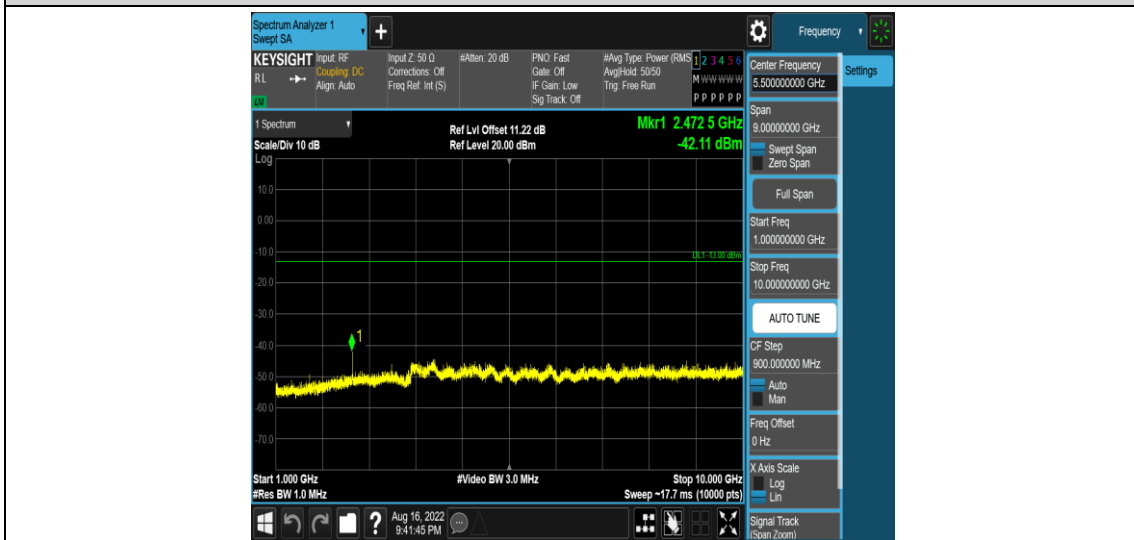 Spectrum Analyzer 1
Swept SA
+
Frequency
KEYSIGHT
RL
LXI
Input: RF
Coupling: DC
Align: Auto
Input Z: 50 Ω
Corrections: Off
Freq Ref: Int (S)
#Atten: 20 dB
PNO: Fast
Gate: Off
IF Gain: Low
Sig Track: Off
#Avg Type: Power (RMS
Avg|Hold: 50/50
Trig: Free Run
1 2 3 4 5 6
M W W W W W
P P P P P P
1 Spectrum
Scale/Div 10 dB
Log
Ref Lvl Offset 11.22 dB
Ref Level 20.00 dBm
Mkr1 2.472 5 GHz
-42.11 dBm
10.0
0.00
-10.0
DL1 -13.00 dBm
-20.0
-30.0
1
-40.0
-50.0
-60.0
-70.0
Start 1.000 GHz
#Res BW 1.0 MHz
#Video BW 3.0 MHz
Stop 10.000 GHz
Sweep ~17.7 ms (10000 pts)
?
Aug 16, 2022
9:41:45 PM
Center Frequency
5.500000000 GHz
Settings
Span
9.00000000 GHz
Swept Span
Zero Span
Full Span
Start Freq
1.000000000 GHz
Stop Freq
10.000000000 GHz
AUTO TUNE
CF Step
900.000000 MHz
Auto
Man
Freq Offset
0 Hz
X Axis Scale
Log
Lin
Signal Track
(Span Zoom)